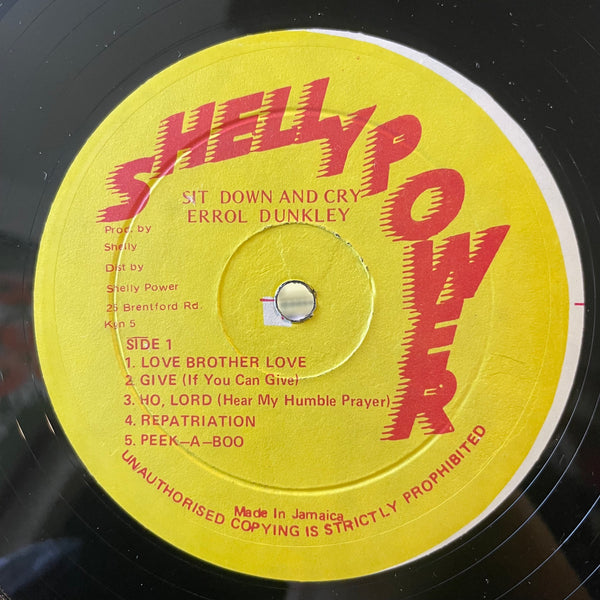 SHELLY POWER
SIT DOWN AND CRY
ERROL DUNKLEY
Prod. by
Shelly
Dist by
Shelly Power
25 Brentford Rd.
Kgn 5
SIDE 1
1. LOVE BROTHER LOVE
2. GIVE (If You Can Give)
3. HO, LORD (Hear My Humble Prayer)
4. REPATRIATION
5. PEEK-A-BOO
Made In Jamaica
UNAUTHORISED COPYING IS STRICTLY PROPHIBITED